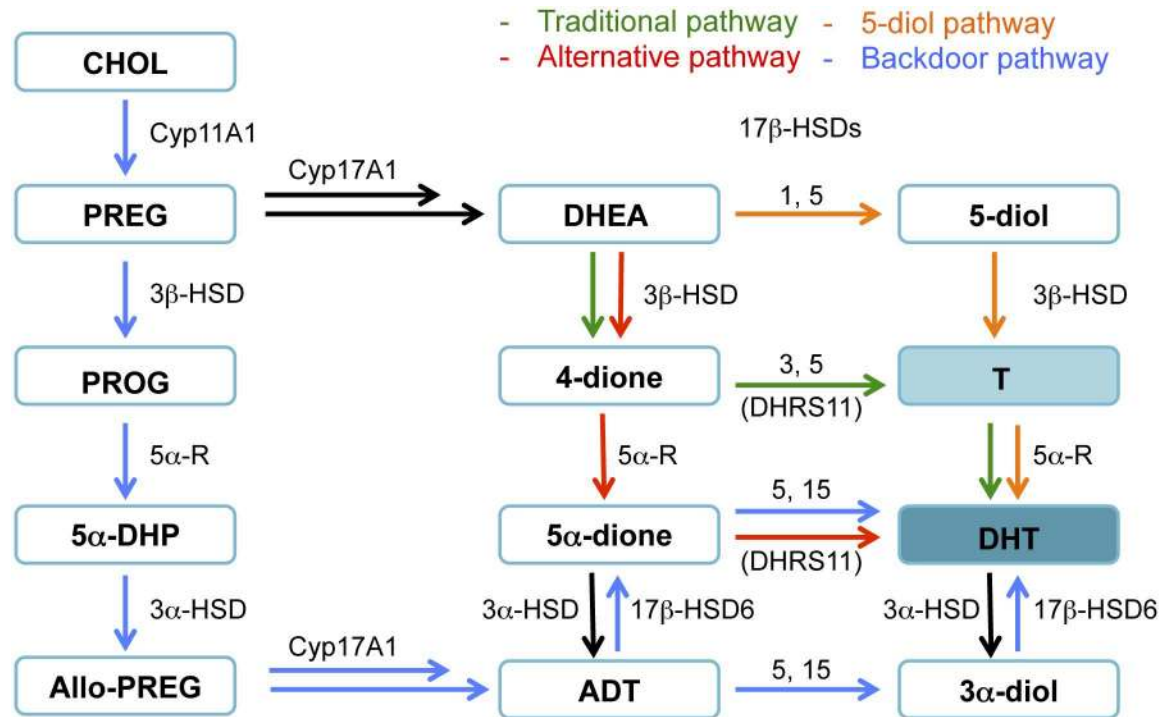 - Traditional pathway - 5-diol pathway
- Alternative pathway - Backdoor pathway
CHOL
Cyp11A1
17β-HSDs
Cyp17A1
PREG
DHEA
1, 5
5-diol
3β-HSD
3β-HSD
3β-HSD
PROG
4-dione
3, 5
(DHRS11)
T
5α-R
5α-R
5α-R
5α-DHP
5α-dione
5, 15
(DHRS11)
DHT
3α-HSD
3α-HSD
17β-HSD6
3α-HSD
17β-HSD6
Cyp17A1
Allo-PREG
ADT
5, 15
3α-diol